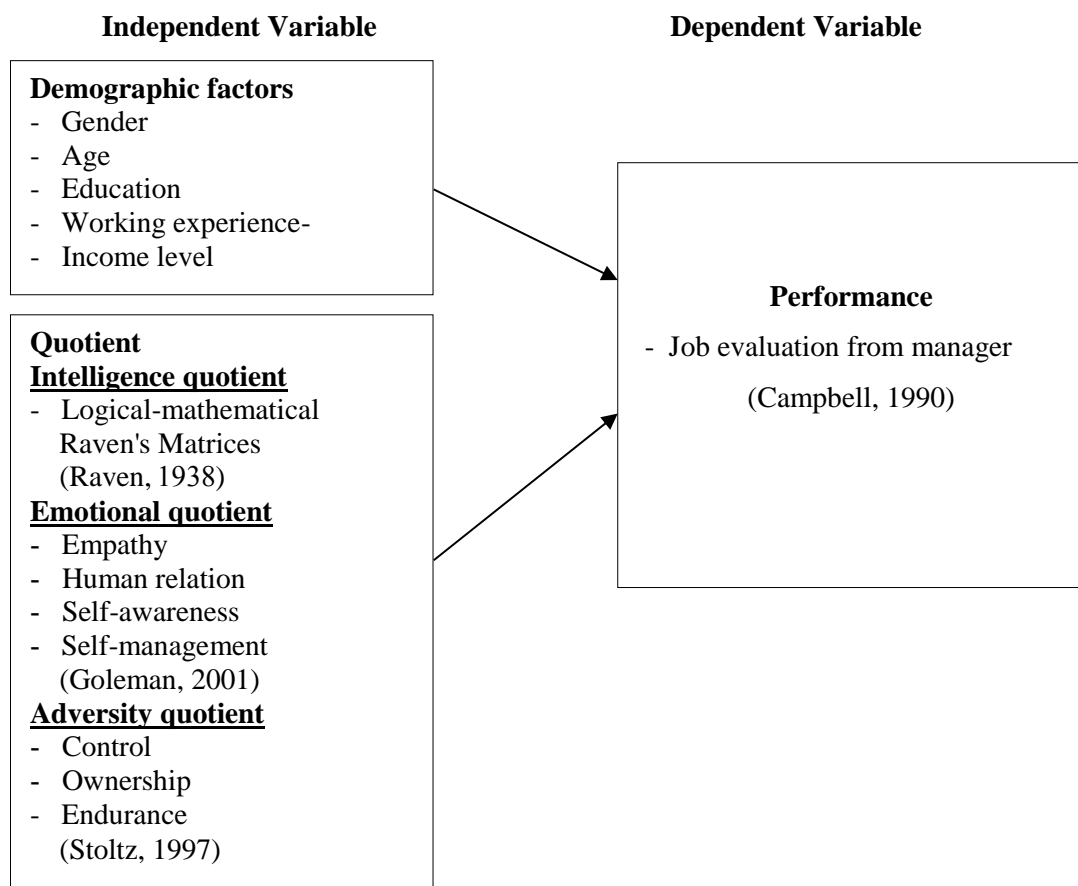 Independent Variable
Dependent Variable
Demographic factors
- Gender
- Age
- Education
- Working experience-
- Income level
Quotient
Intelligence quotient
- Logical-mathematical
Raven's Matrices
(Raven, 1938)
Emotional quotient
- Empathy
- Human relation
- Self-awareness
- Self-management
(Goleman, 2001)
Adversity quotient
- Control
- Ownership
- Endurance
(Stoltz, 1997)
Performance
- Job evaluation from manager
(Campbell, 1990)